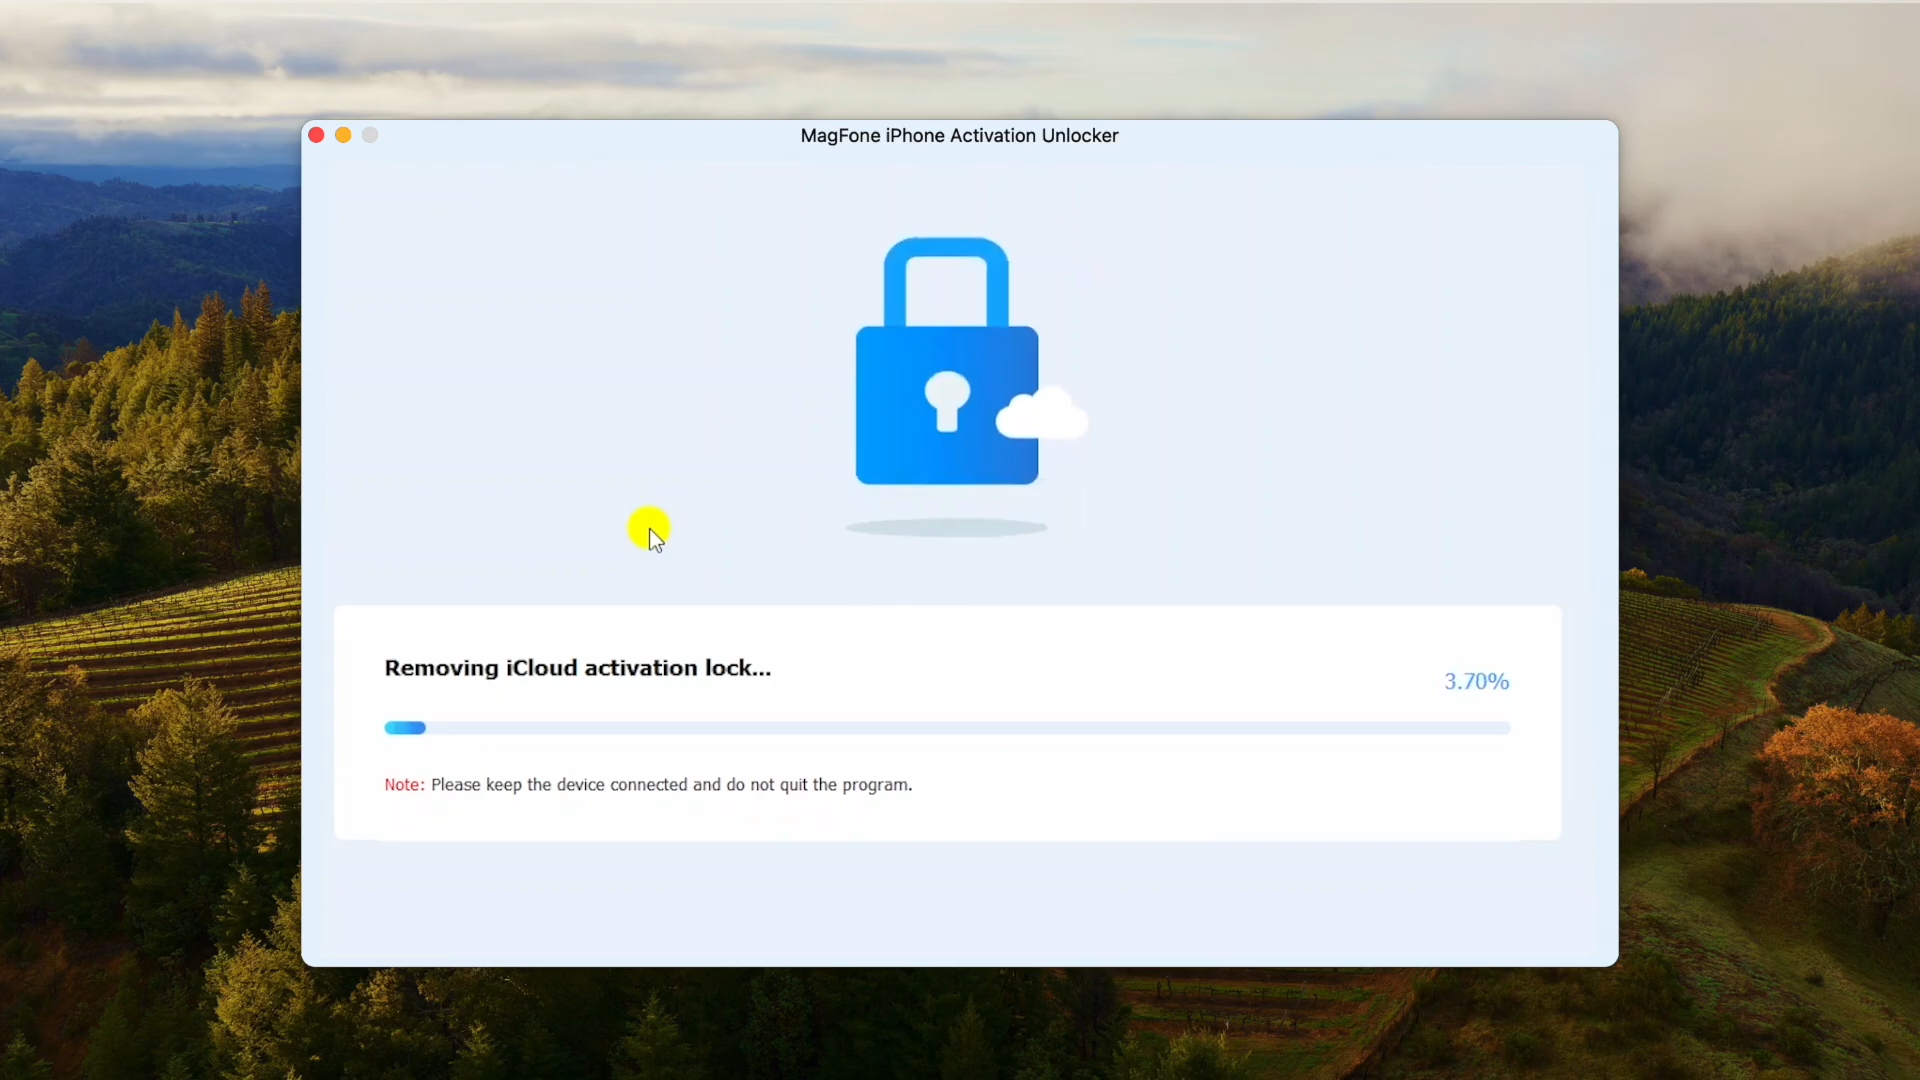 MagFone iPhone Activation Unlocker
Removing iCloud activation lock...
3.70%
Note: Please keep the device connected and do not quit the program.